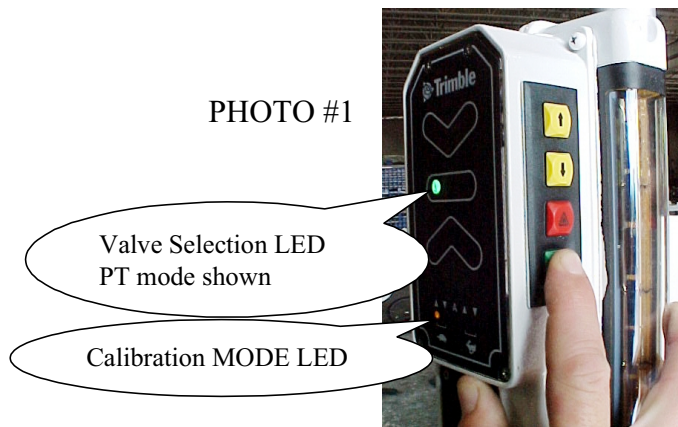 PHOTO #1
Trimble
Valve Selection LED
PT mode shown
Calibration MODE LED